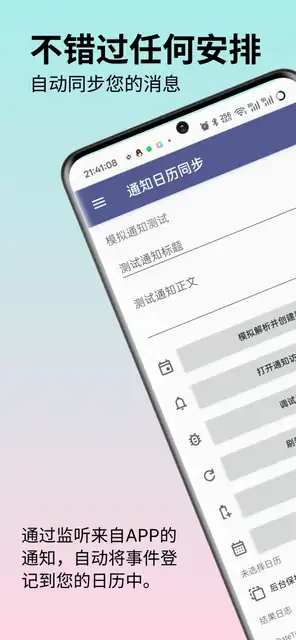 不错过任何安排
自动同步您的消息
21:41:08
通知日历同步
模拟通知测试
测试通知标题
测试通知正文
模拟解析并创建
打开通知访
调试
刷
未选择日历
后台保
结果日志
通过监听来自APP的
通知，自动将事件登
记到您的日历中。